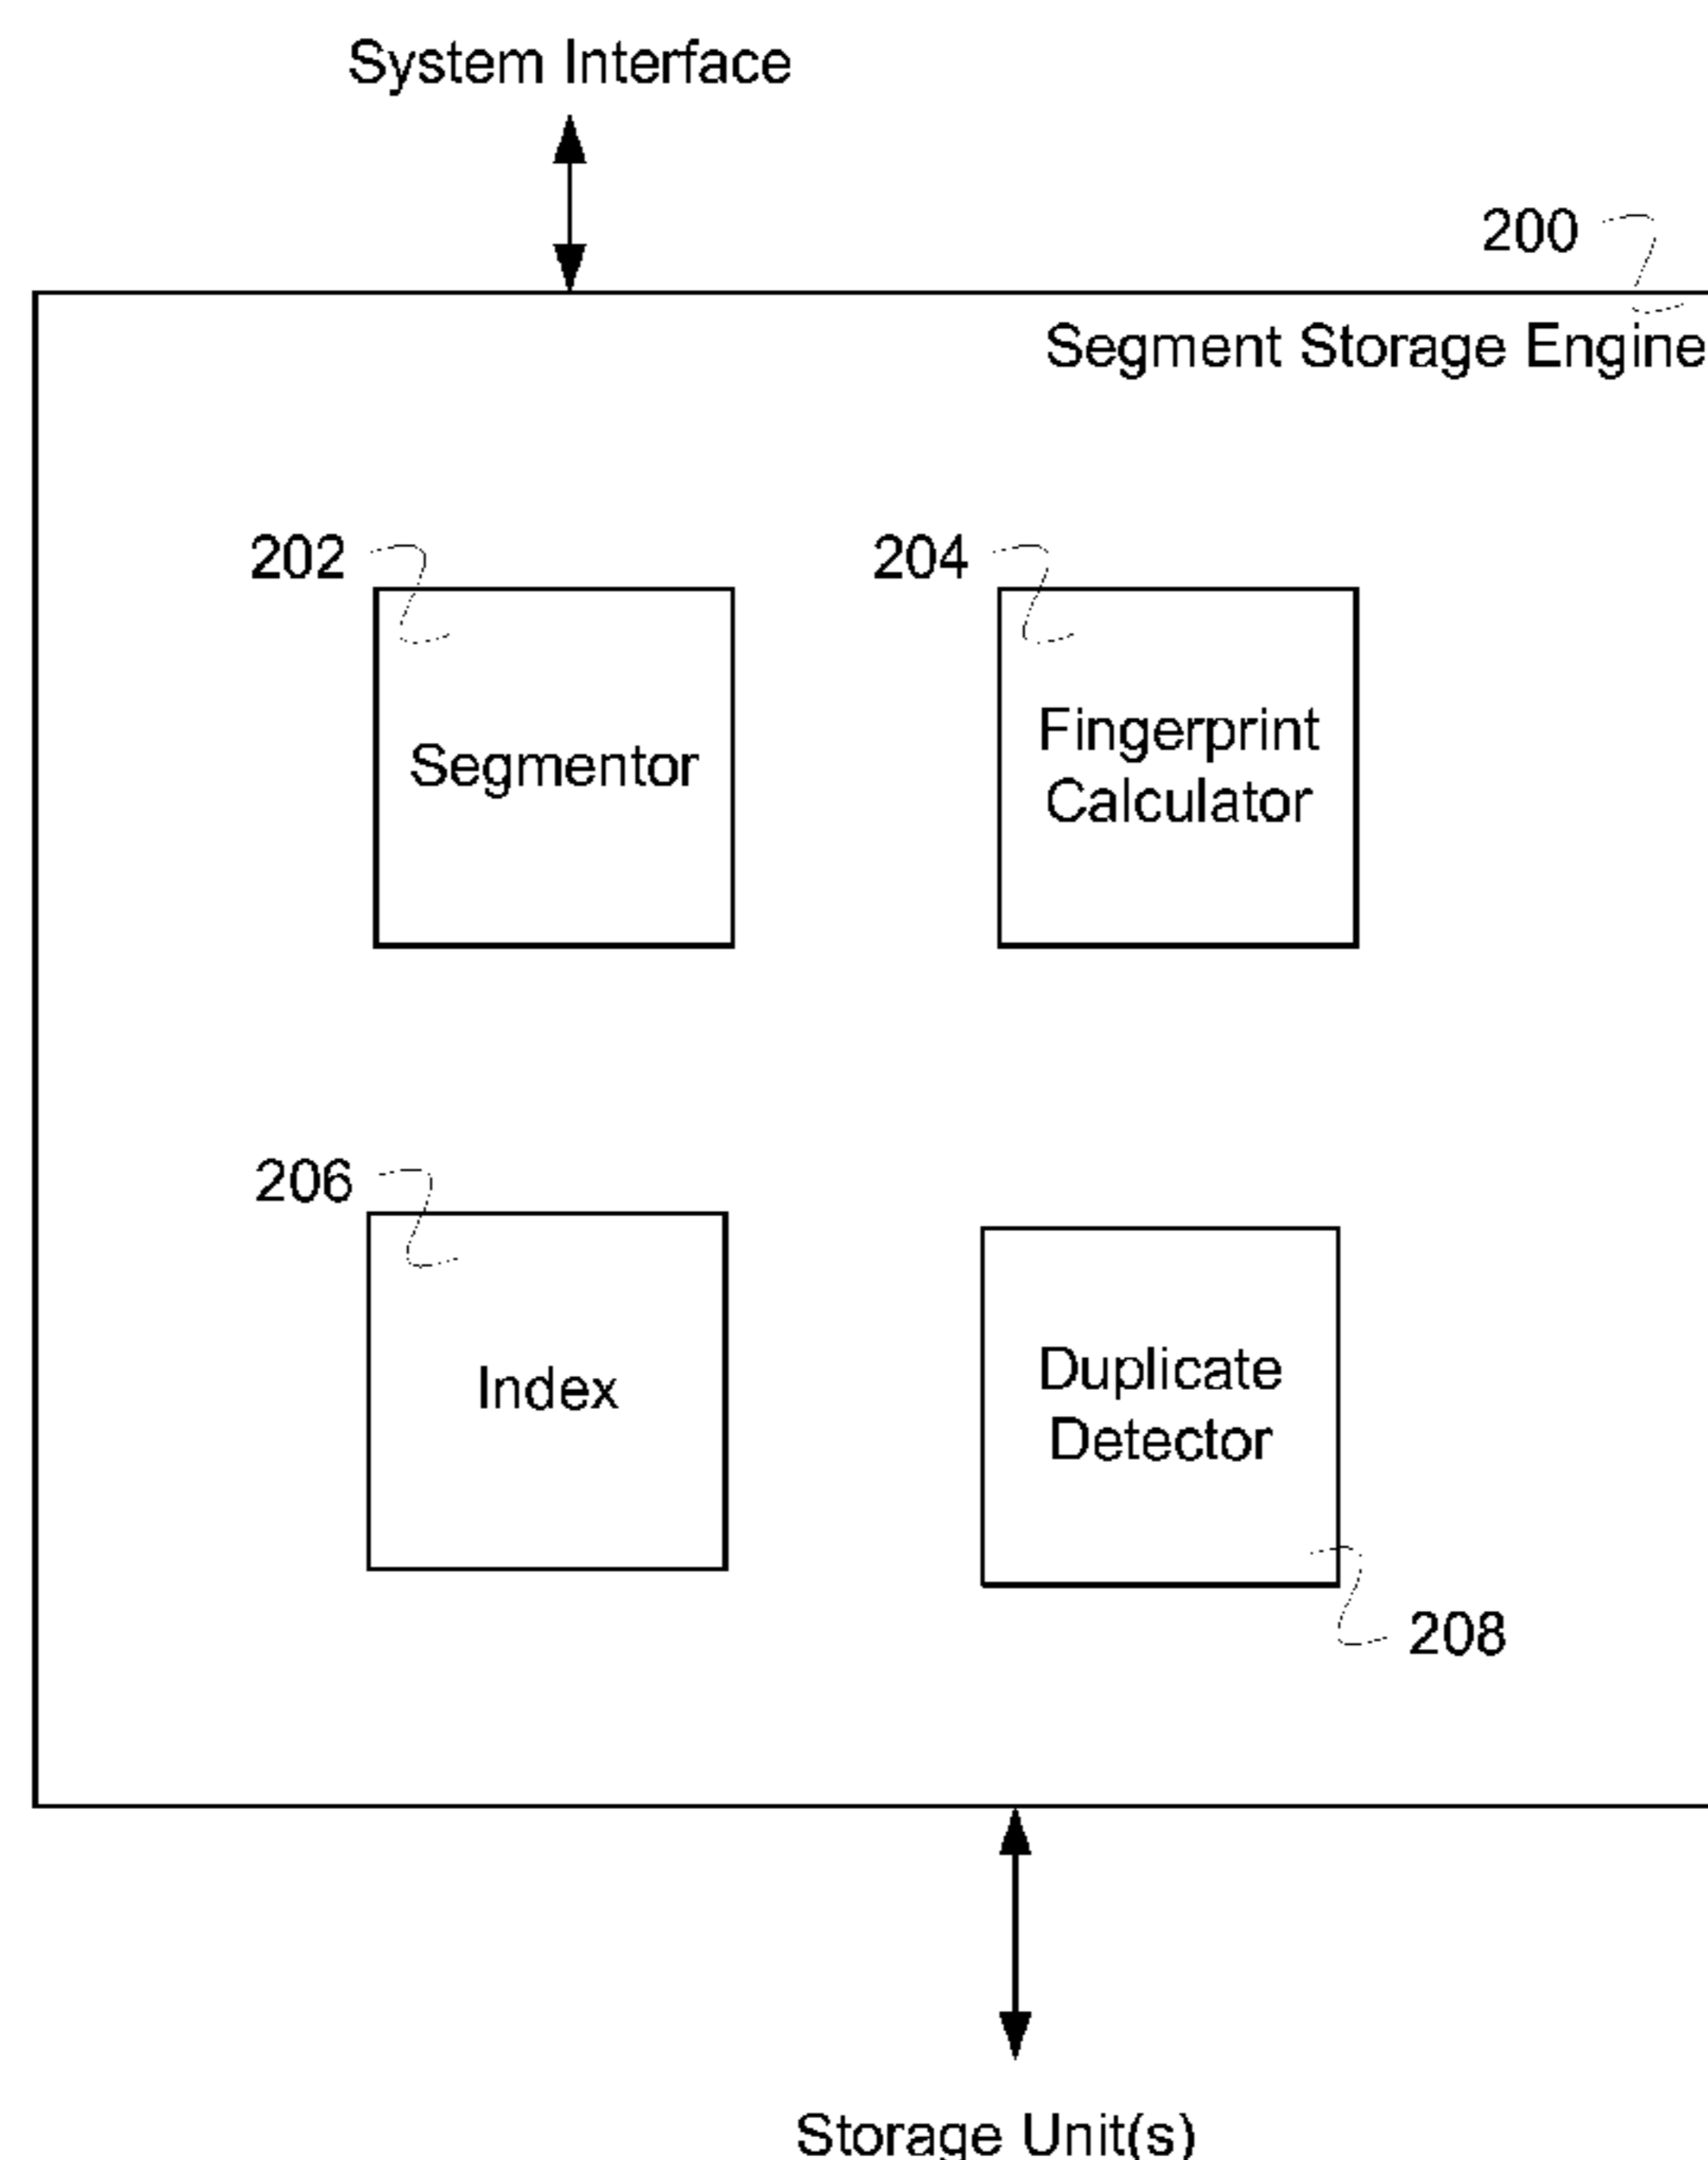 System Interface
200
Segment Storage Engine
202
204
Segmentor
Fingerprint
Calculator
206
Index
Duplicate
Detector
208
Storage Unit(s)